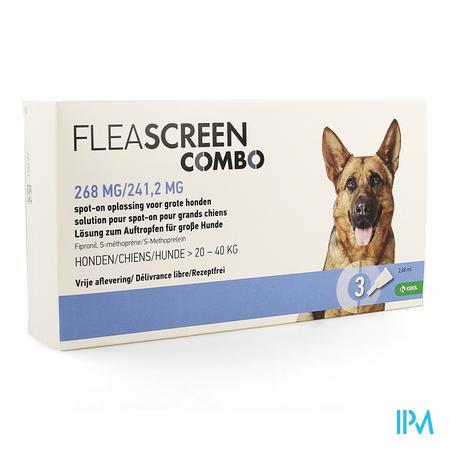 FLEASCREEN
COMBO
268 MG/241,2 MG
spot-on oplossing voor grote honden
solution pour spot-on pour grands chiens
Lösung zum Auftropfen für große Hunde
Fipronil, S-méthoprène/S-Methopre(e)n
HONDEN/CHIENS/HUNDE > 20 – 40 KG
Vrije aflevering/ Délivrance libre/Rezeptfrei
3
2,68 ml
KRKA
IPM